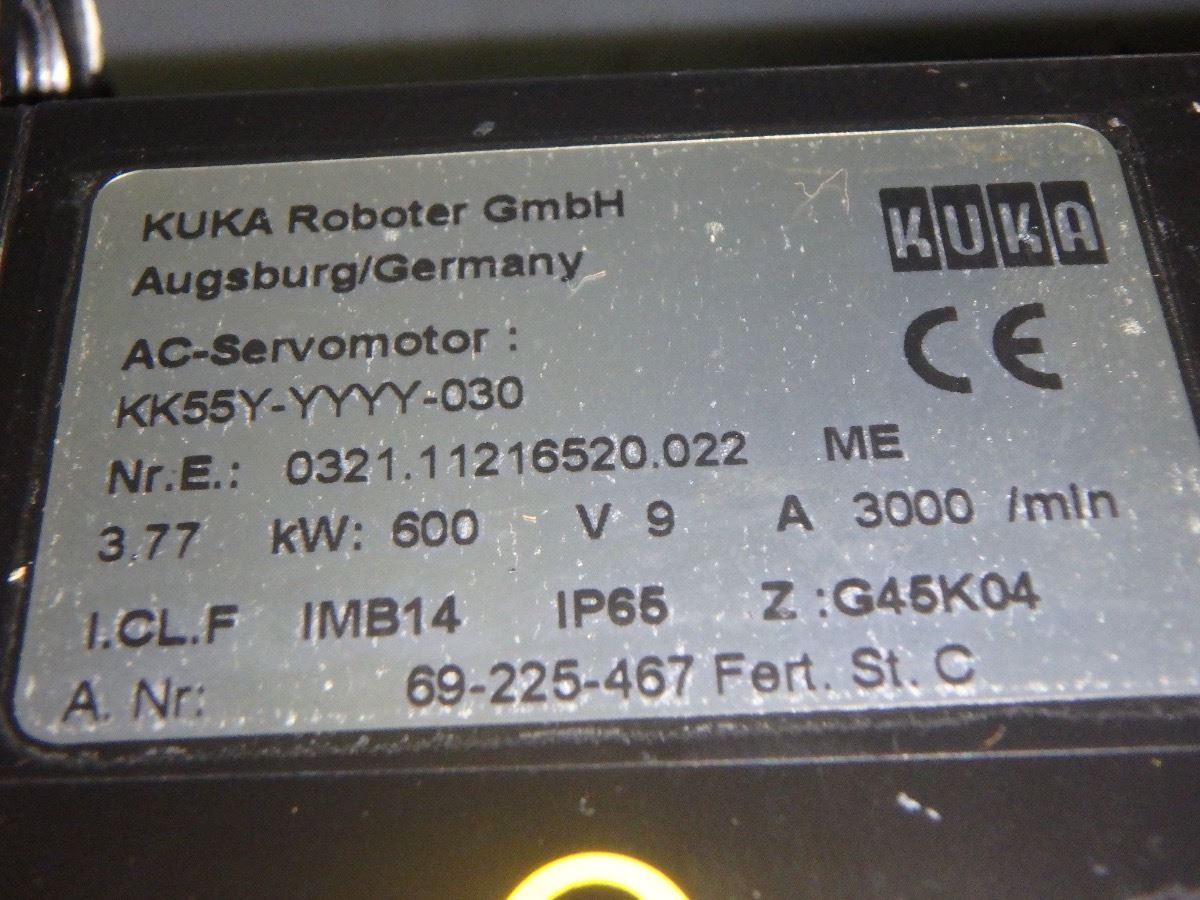 KUKA Roboter GmbH
Augsburg/Germany
KUKA
CE
AC-Servomotor :
KK55Y-YYYY-030
Nr.E.: 0321.11216520.022 ME
3.77 kW: 600 V 9 A 3000 /min
I.CL.F IMB14 IP65 Z :G45K04
A. Nr: 69-225-467 Fert. St. C